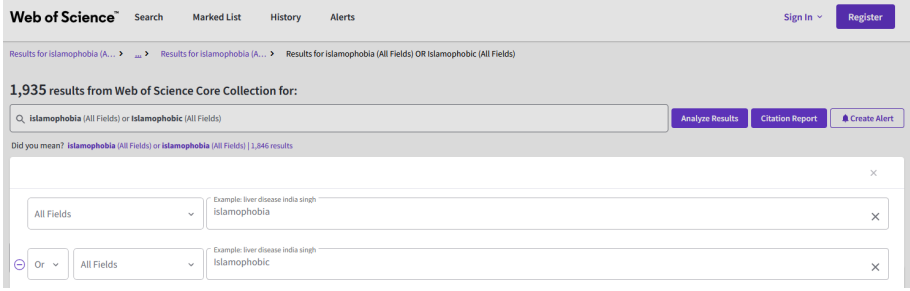 Web of Science™ Search Marked List History Alerts Sign In Register
Results for islamophobia (A... > ... > Results for islamophobia (A... > Results for islamophobia (All Fields) OR Islamophobic (All Fields)
1,935 results from Web of Science Core Collection for:
islamophobia (All Fields) or Islamophobic (All Fields) Analyze Results Citation Report Create Alert
Did you mean? islamophobia (All Fields) or islamophobia (All Fields) | 1,846 results
Example: liver disease india singh
All Fields islamophobia
Example: liver disease india singh
Or All Fields Islamophobic